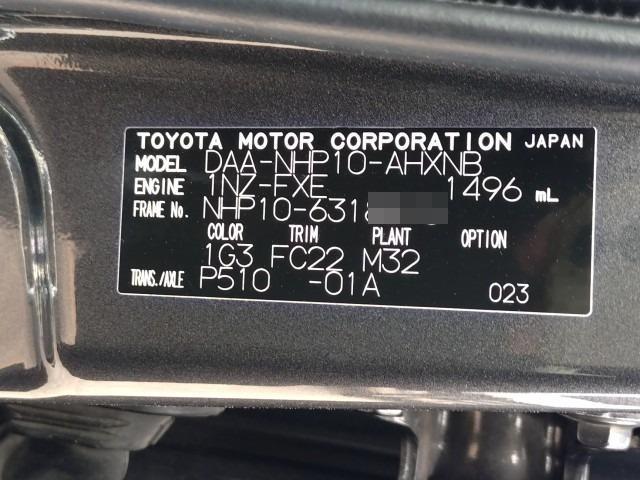 TOYOTA MOTOR CORPORATION JAPAN
MODEL DAA-NHP10-AHXNB
ENGINE 1NZ-FXE 1496 mL
FRAME No. NHP10-631
COLOR TRIM PLANT OPTION
1G3 FC22 M32
TRANS./AXLE P510 -01A 023